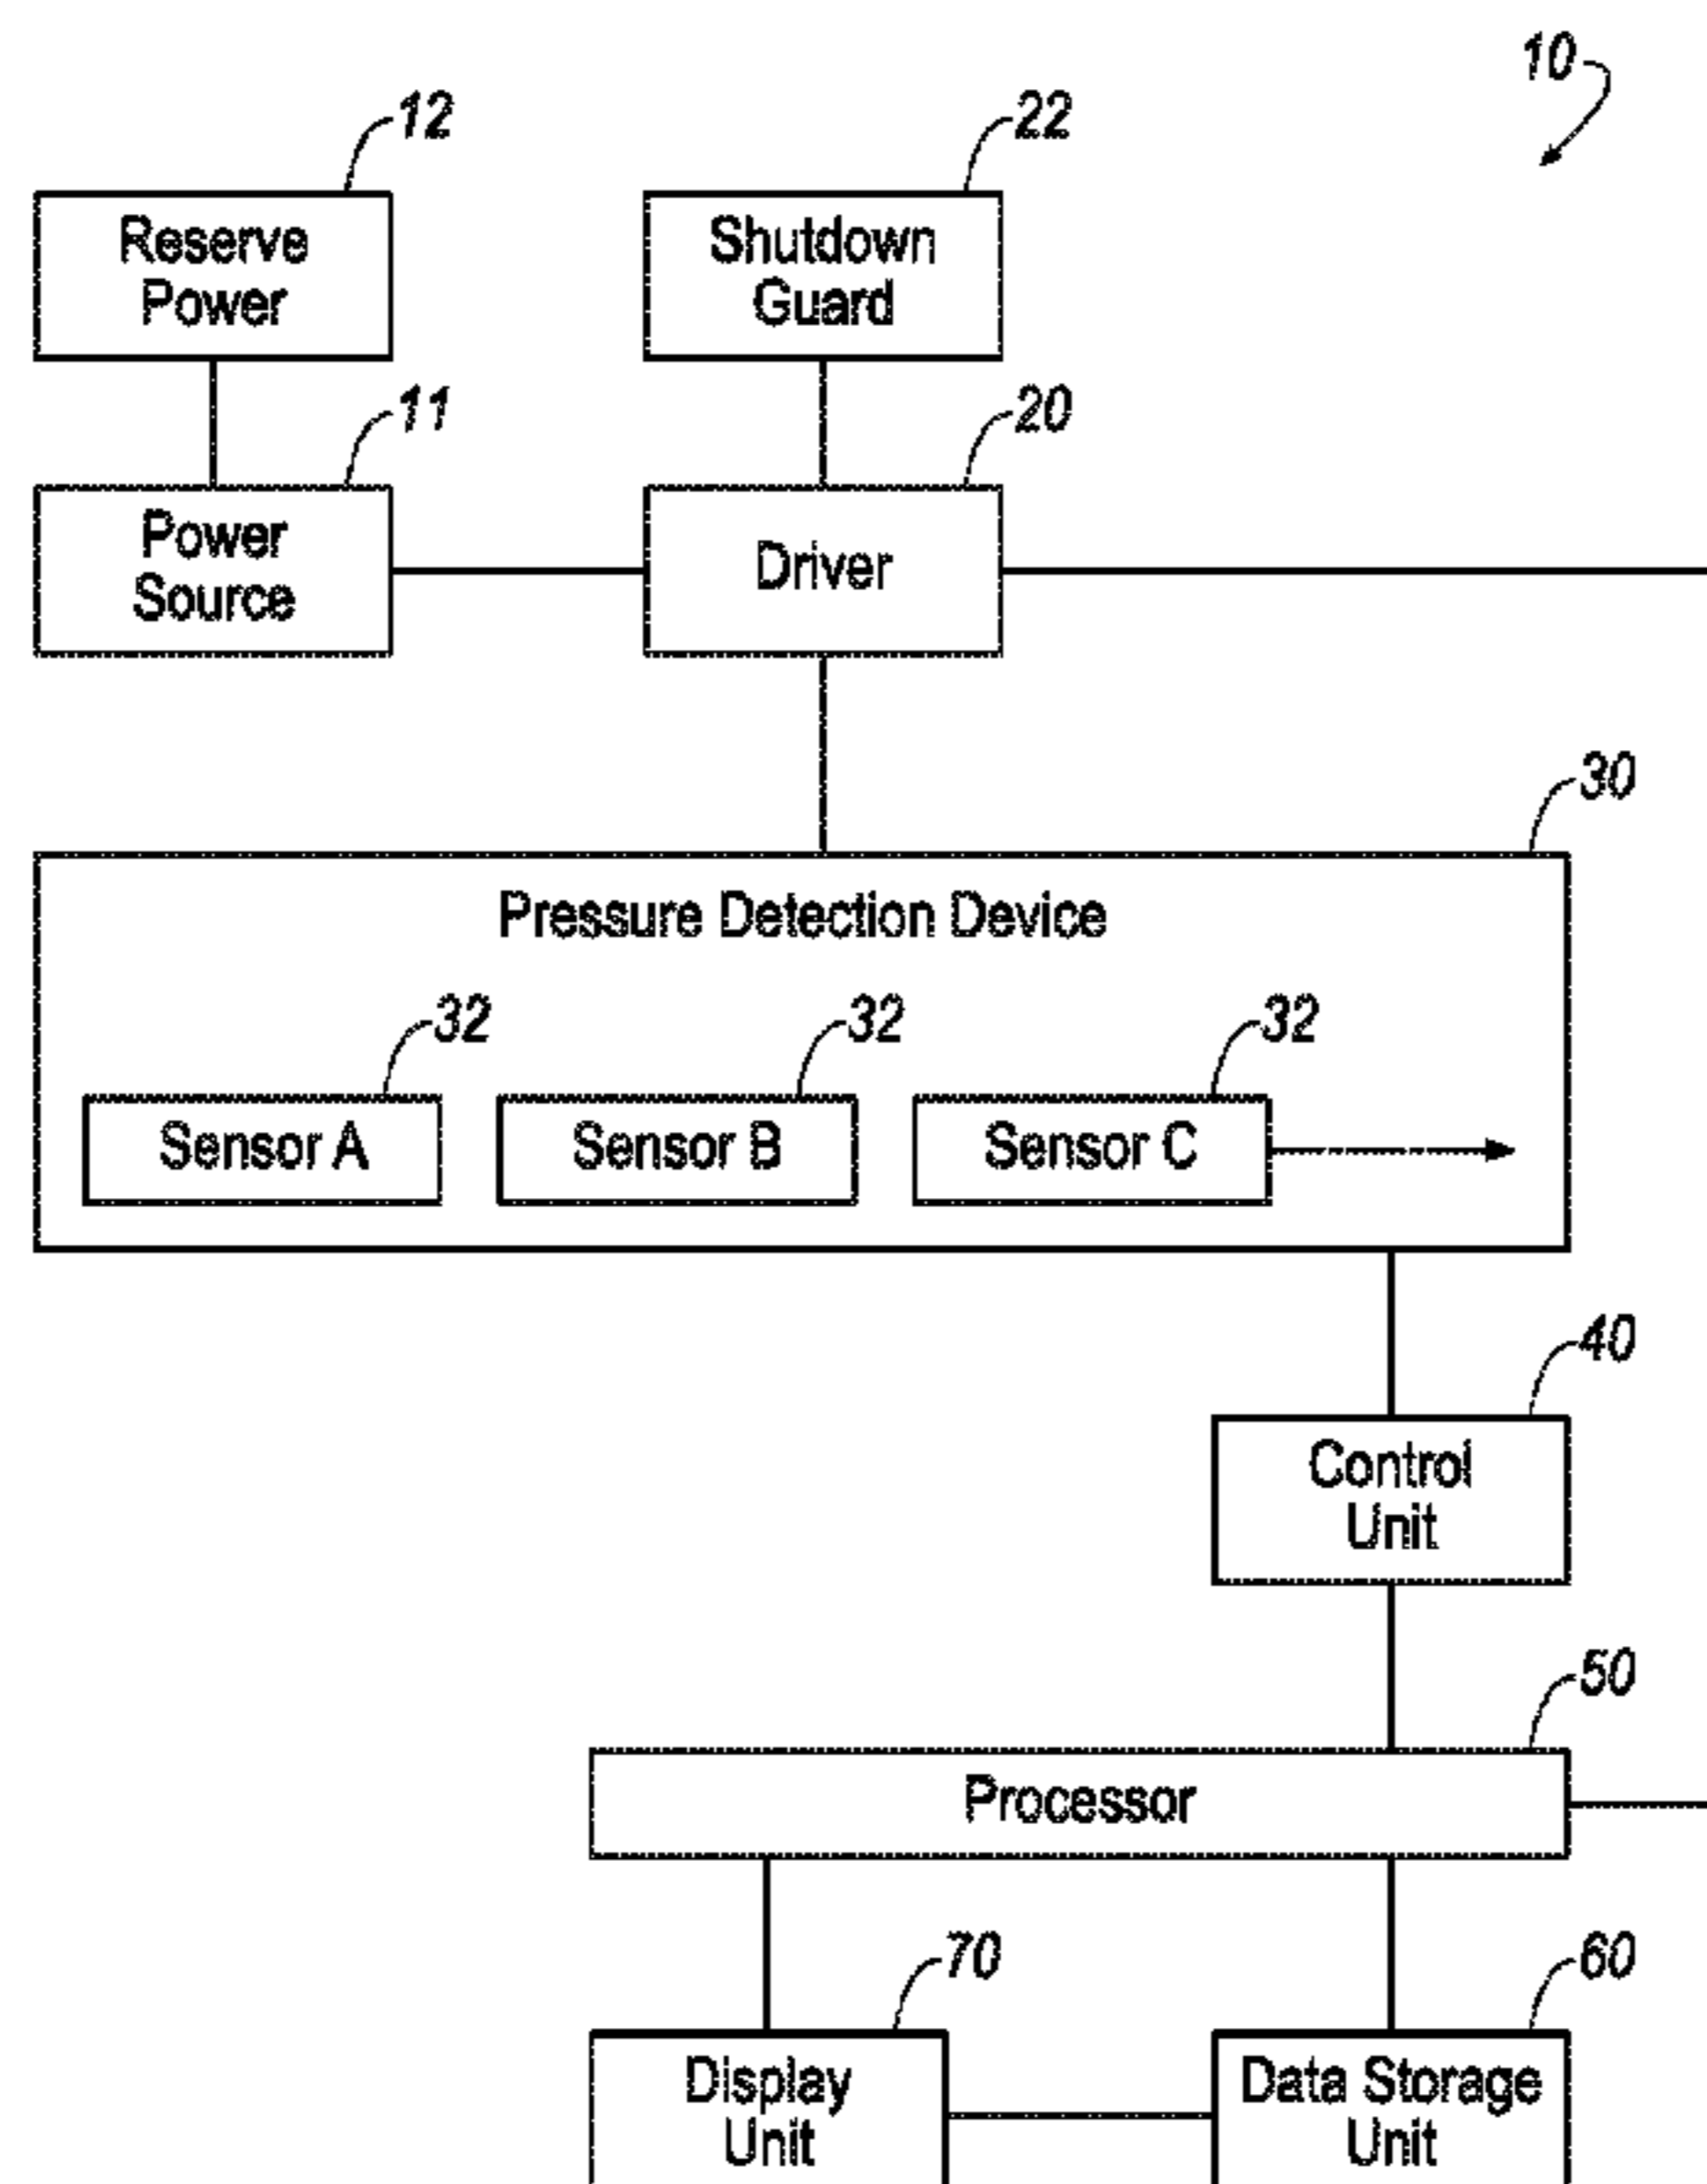 10
12
22
Reserve
Power
Shutdown
Guard
11
20
Power
Source
Driver
30
Pressure Detection Device
32
32
32
Sensor A
Sensor B
Sensor C
40
Control
Unit
50
Processor
70
60
Display
Unit
Data Storage
Unit